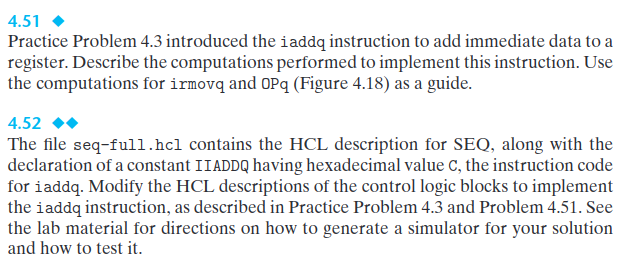 4.51 ◆
Practice Problem 4.3 introduced the iaddq instruction to add immediate data to a
register. Describe the computations performed to implement this instruction. Use
the computations for irmovq and OPq (Figure 4.18) as a guide.
4.52 ◆◆
The file seq-full.hcl contains the HCL description for SEQ, along with the
declaration of a constant IIADDQ having hexadecimal value C, the instruction code
for iaddq. Modify the HCL descriptions of the control logic blocks to implement
the iaddq instruction, as described in Practice Problem 4.3 and Problem 4.51. See
the lab material for directions on how to generate a simulator for your solution
and how to test it.